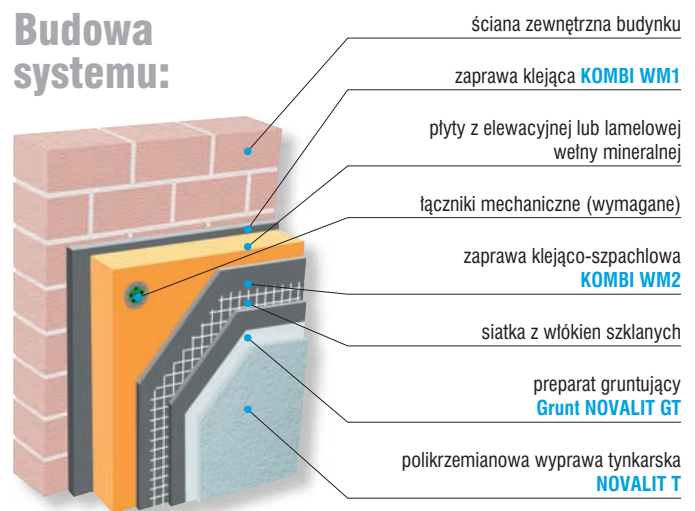 Budowa
systemu:
ściana zewnętrzna budynku
zaprawa klejąca KOMBI WM1
płyty z elewacyjnej lub lamelowej
wełny mineralnej
łączniki mechaniczne (wymagane)
zaprawa klejąco-szpachlowa
KOMBI WM2
siatka z włókien szklanych
preparat gruntujący
Grunt NOVALIT GT
polikrzemianowa wyprawa tynkarska
NOVALIT T